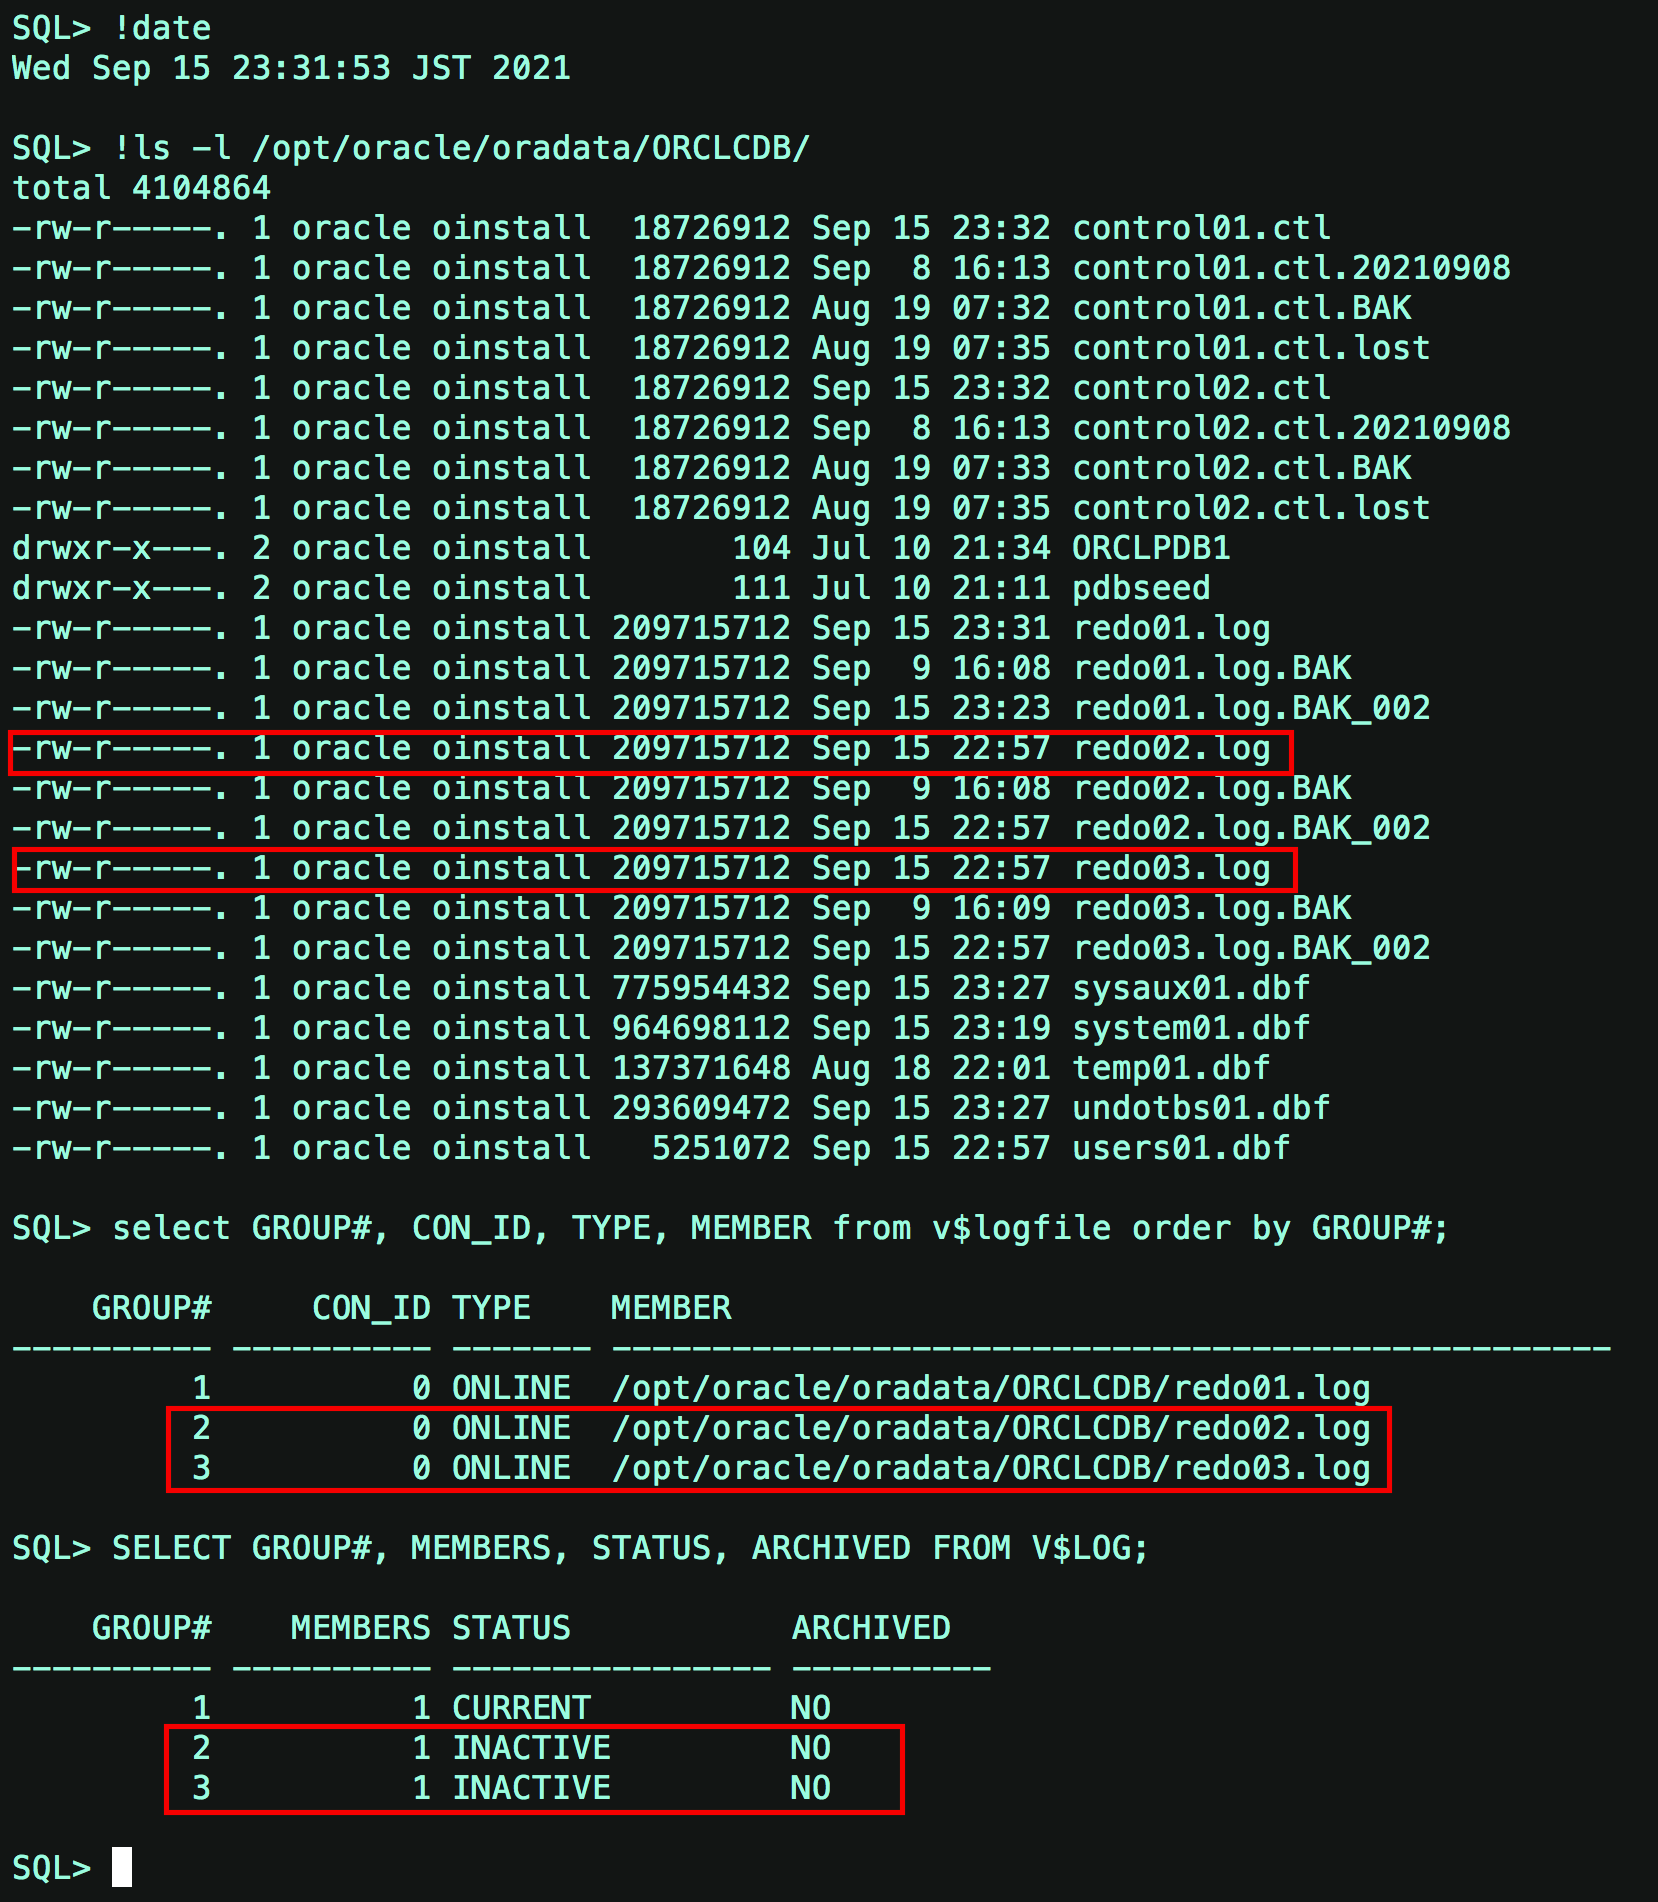 SQL> !date
Wed Sep 15 23:31:53 JST 2021

SQL> !ls -l /opt/oracle/oradata/ORCLCDB/
total 4104864
-rw-r-----. 1 oracle oinstall  18726912 Sep 15 23:32 control01.ctl
-rw-r-----. 1 oracle oinstall  18726912 Sep  8 16:13 control01.ctl.20210908
-rw-r-----. 1 oracle oinstall  18726912 Aug 19 07:32 control01.ctl.BAK
-rw-r-----. 1 oracle oinstall  18726912 Aug 19 07:35 control01.ctl.lost
-rw-r-----. 1 oracle oinstall  18726912 Sep 15 23:32 control02.ctl
-rw-r-----. 1 oracle oinstall  18726912 Sep  8 16:13 control02.ctl.20210908
-rw-r-----. 1 oracle oinstall  18726912 Aug 19 07:33 control02.ctl.BAK
-rw-r-----. 1 oracle oinstall  18726912 Aug 19 07:35 control02.ctl.lost
drwxr-x---. 2 oracle oinstall       104 Jul 10 21:34 ORCLPDB1
drwxr-x---. 2 oracle oinstall       111 Jul 10 21:11 pdbseed
-rw-r-----. 1 oracle oinstall 209715712 Sep 15 23:31 redo01.log
-rw-r-----. 1 oracle oinstall 209715712 Sep  9 16:08 redo01.log.BAK
-rw-r-----. 1 oracle oinstall 209715712 Sep 15 23:23 redo01.log.BAK_002
-rw-r-----. 1 oracle oinstall 209715712 Sep 15 22:57 redo02.log
-rw-r-----. 1 oracle oinstall 209715712 Sep  9 16:08 redo02.log.BAK
-rw-r-----. 1 oracle oinstall 209715712 Sep 15 22:57 redo02.log.BAK_002
-rw-r-----. 1 oracle oinstall 209715712 Sep 15 22:57 redo03.log
-rw-r-----. 1 oracle oinstall 209715712 Sep  9 16:09 redo03.log.BAK
-rw-r-----. 1 oracle oinstall 209715712 Sep 15 22:57 redo03.log.BAK_002
-rw-r-----. 1 oracle oinstall 775954432 Sep 15 23:27 sysaux01.dbf
-rw-r-----. 1 oracle oinstall 964698112 Sep 15 23:19 system01.dbf
-rw-r-----. 1 oracle oinstall 137371648 Aug 18 22:01 temp01.dbf
-rw-r-----. 1 oracle oinstall 293609472 Sep 15 23:27 undotbs01.dbf
-rw-r-----. 1 oracle oinstall   5251072 Sep 15 22:57 users01.dbf

SQL> select GROUP#, CON_ID, TYPE, MEMBER from v$logfile order by GROUP#;

    GROUP#     CON_ID TYPE    MEMBER
---------- ---------- ------- --------------------------------------------------
         1          0 ONLINE  /opt/oracle/oradata/ORCLCDB/redo01.log
         2          0 ONLINE  /opt/oracle/oradata/ORCLCDB/redo02.log
         3          0 ONLINE  /opt/oracle/oradata/ORCLCDB/redo03.log

SQL> SELECT GROUP#, MEMBERS, STATUS, ARCHIVED FROM V$LOG;

    GROUP#    MEMBERS STATUS           ARCHIVED
---------- ---------- ---------------- ----------
         1          1 CURRENT          NO
         2          1 INACTIVE         NO
         3          1 INACTIVE         NO

SQL>